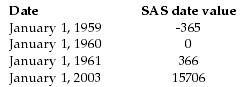 Date SAS date value
January 1, 1959 -365
January 1, 1960 0
January 1, 1961 366
January 1, 2003 15706